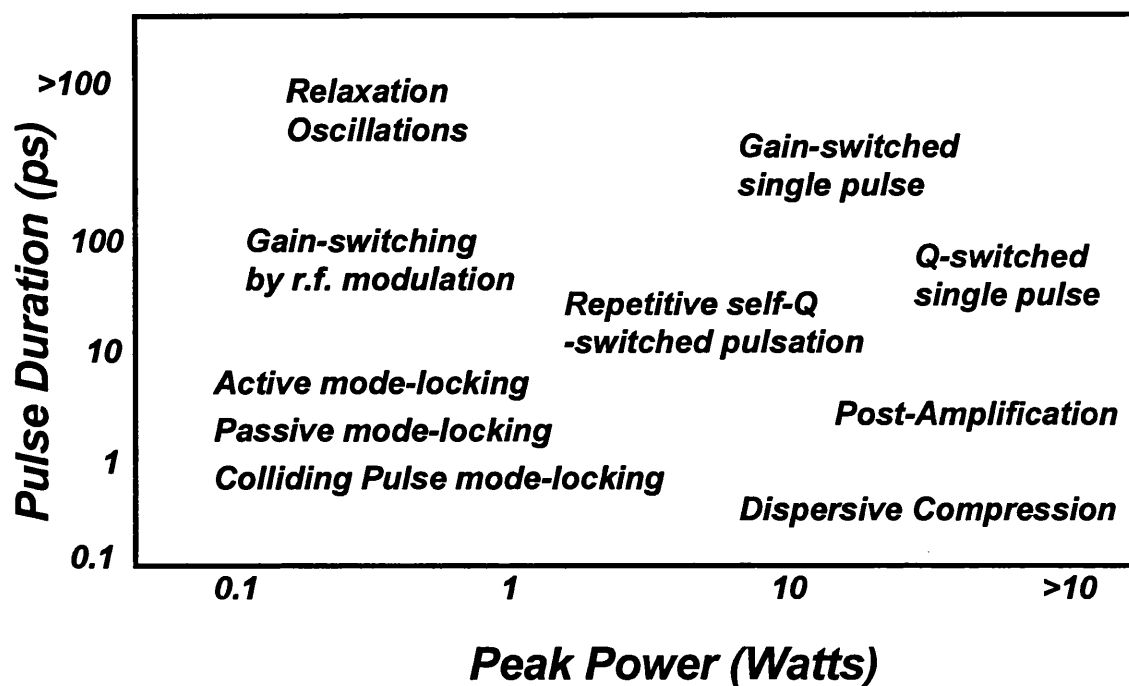 Pulse Duration (ps)
>100
100
10
1
0.1
Relaxation
Oscillations
Gain-switched
single pulse
Gain-switching
by r.f. modulation
Q-switched
single pulse
Repetitive self-Q
-switched pulsation
Active mode-locking
Passive mode-locking
Colliding Pulse mode-locking
Post-Amplification
Dispersive Compression
0.1
1
10
>10
Peak Power (Watts)